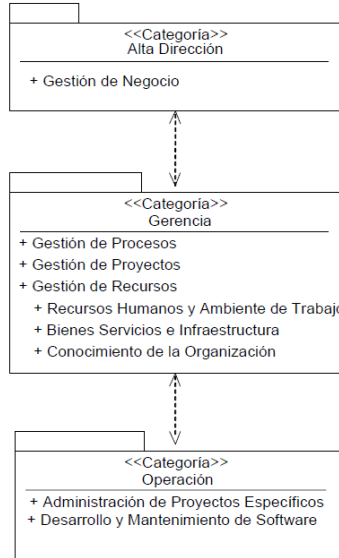 <<Categoría>>
Alta Dirección
+ Gestión de Negocio
<<Categoría>>
Gerencia
+ Gestión de Procesos
+ Gestión de Proyectos
+ Gestión de Recursos
+ Recursos Humanos y Ambiente de Trabajo
+ Bienes Servicios e Infraestructura
+ Conocimiento de la Organización
<<Categoría>>
Operación
+ Administración de Proyectos Específicos
+ Desarrollo y Mantenimiento de Software